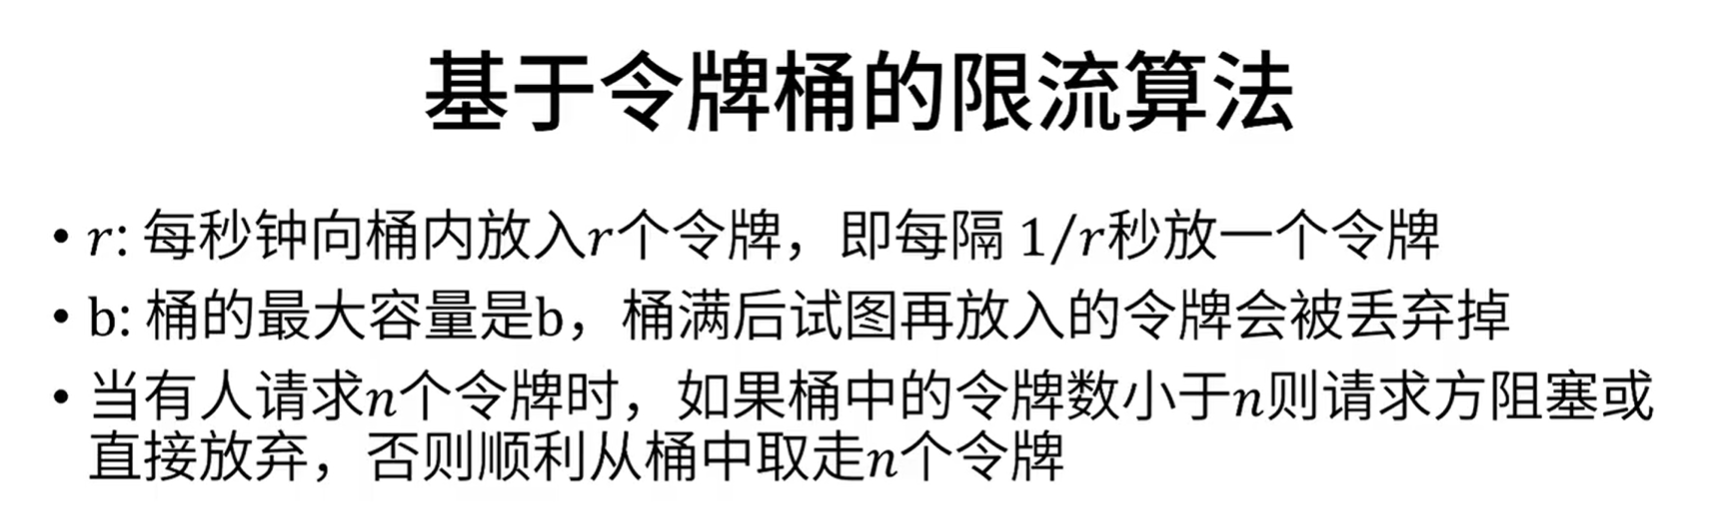 基于令牌桶的限流算法
• r: 每秒钟向桶内放入r个令牌，即每隔 1/r秒放一个令牌
• b: 桶的最大容量是b，桶满后试图再放入的令牌会被丢弃掉
• 当有人请求n个令牌时，如果桶中的令牌数小于n则请求方阻塞或
直接放弃，否则顺利从桶中取走n个令牌